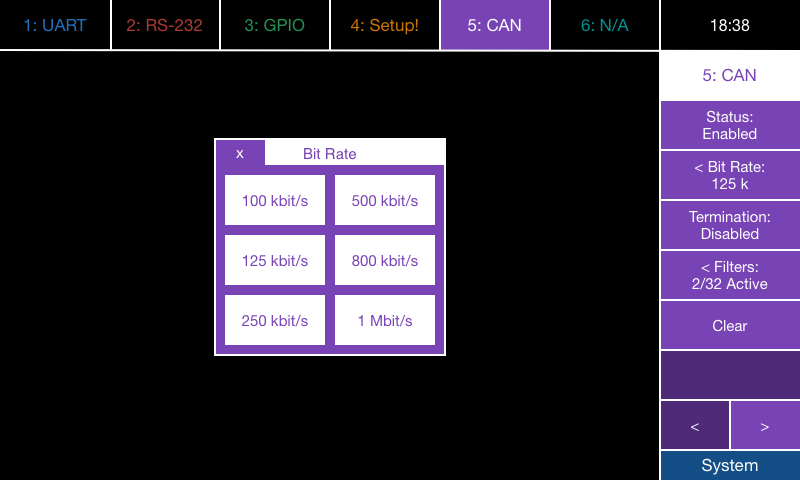 1: UART
2: RS-232
3: GPIO
4: Setup!
5: CAN
6: N/A
18:38
5: CAN
Status:
Enabled
< Bit Rate:
125 k
Termination:
Disabled
< Filters:
2/32 Active
Clear
<
>
System
x
Bit Rate
100 kbit/s
500 kbit/s
125 kbit/s
800 kbit/s
250 kbit/s
1 Mbit/s